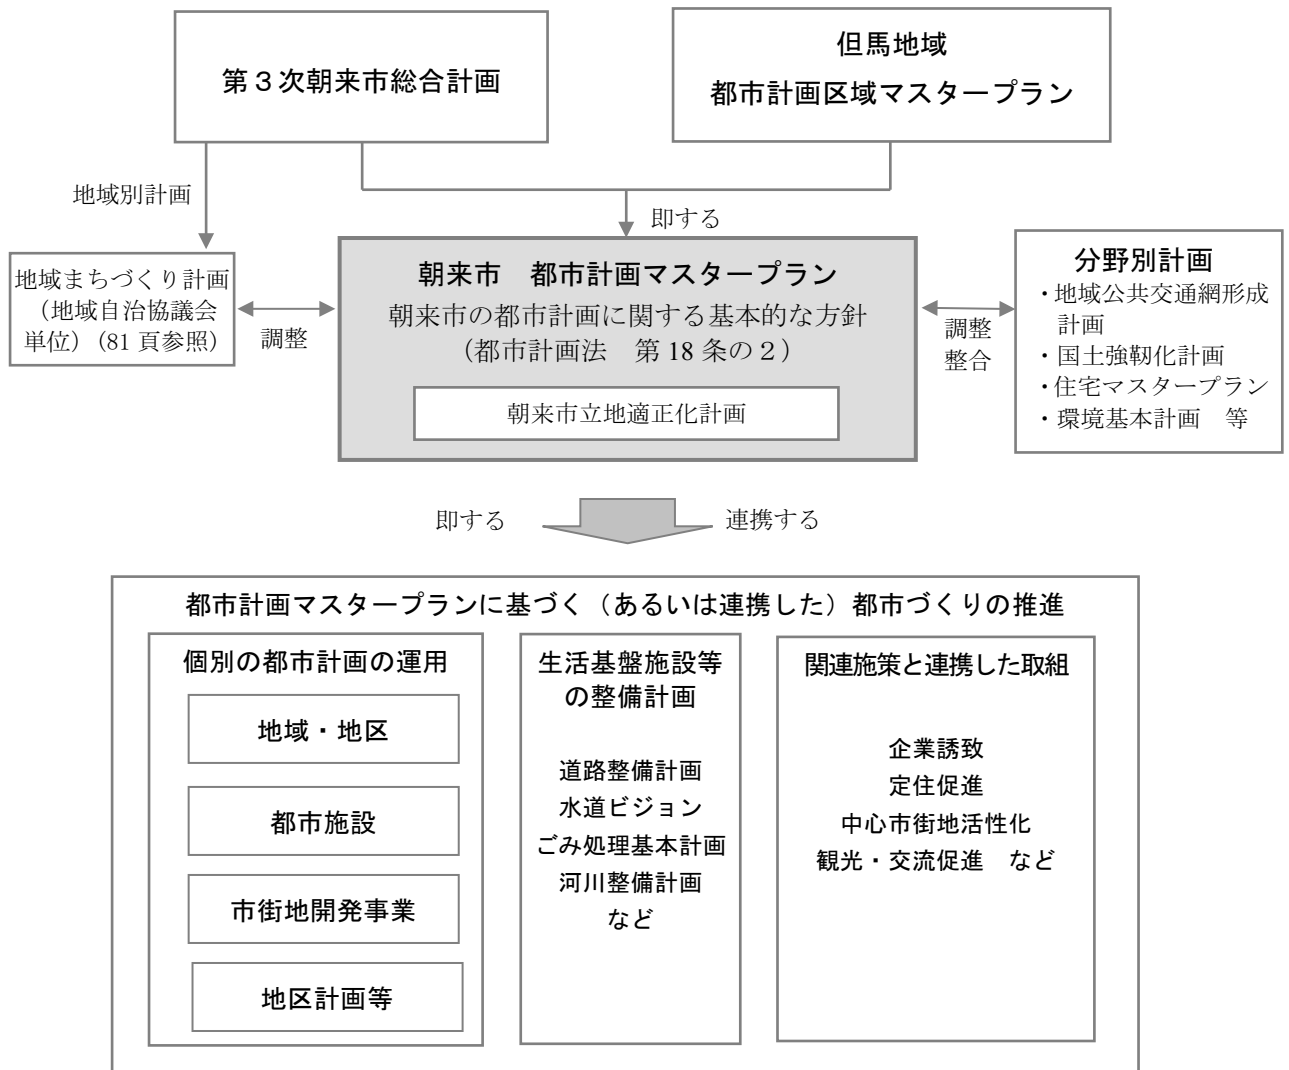 第３次朝来市総合計画
但馬地域
都市計画区域マスタープラン
地域別計画
即する
地域まちづくり計画
（地域自治協議会
単位）（81 頁参照）
調整
朝来市　都市計画マスタープラン
朝来市の都市計画に関する基本的な方針
（都市計画法　第 18 条の２）
朝来市立地適正化計画
調整
整合
分野別計画
・地域公共交通網形成
計画
・国土強靭化計画
・住宅マスタープラン
・環境基本計画　等
即する
連携する
都市計画マスタープランに基づく（あるいは連携した）都市づくりの推進
個別の都市計画の運用
地域・地区
都市施設
市街地開発事業
地区計画等
生活基盤施設等
の整備計画
道路整備計画
水道ビジョン
ごみ処理基本計画
河川整備計画
など
関連施策と連携した取組
企業誘致
定住促進
中心市街地活性化
観光・交流促進　など